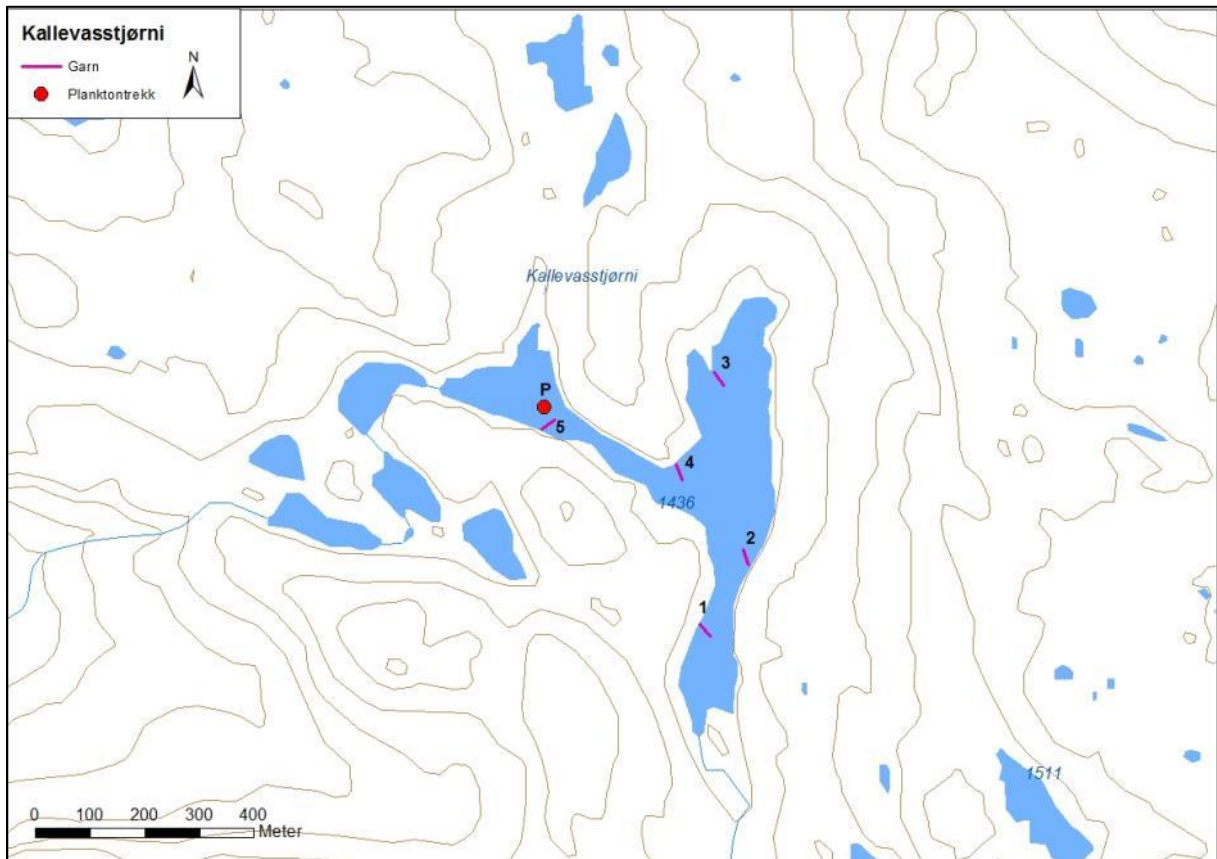 Kallevasstjørni
N
Garn
Planktontrekk
Kallevasstjørni
3
P
5
4
1436
2
1
1511
0 100 200 300 400
Meter